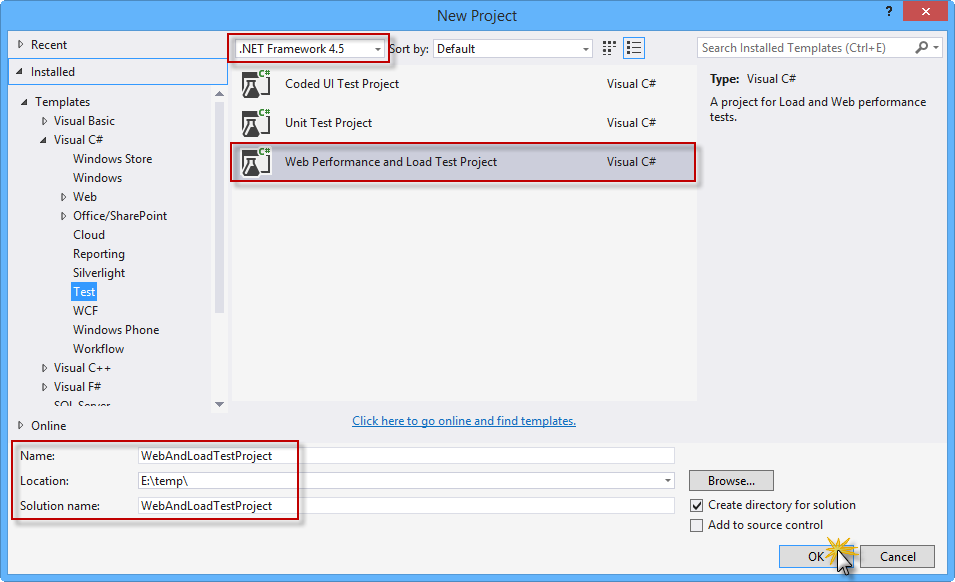 New Project
?
Recent
.NET Framework 4.5
Sort by:
Default
Search Installed Templates (Ctrl+E)
Installed
Templates
Visual Basic
Visual C#
Windows Store
Windows
Web
Office/SharePoint
Cloud
Reporting
Silverlight
Test
WCF
Windows Phone
Workflow
Visual C++
Visual F#
SQL Server
Online
C#
Coded UI Test Project Visual C#
C#
Unit Test Project Visual C#
C#
Web Performance and Load Test Project Visual C#
Type: Visual C#
A project for Load and Web performance
tests.
Click here to go online and find templates.
Name: WebAndLoadTestProject
Location: E:\temp\
Solution name: WebAndLoadTestProject
Browse...
Create directory for solution
Add to source control
OK
Cancel